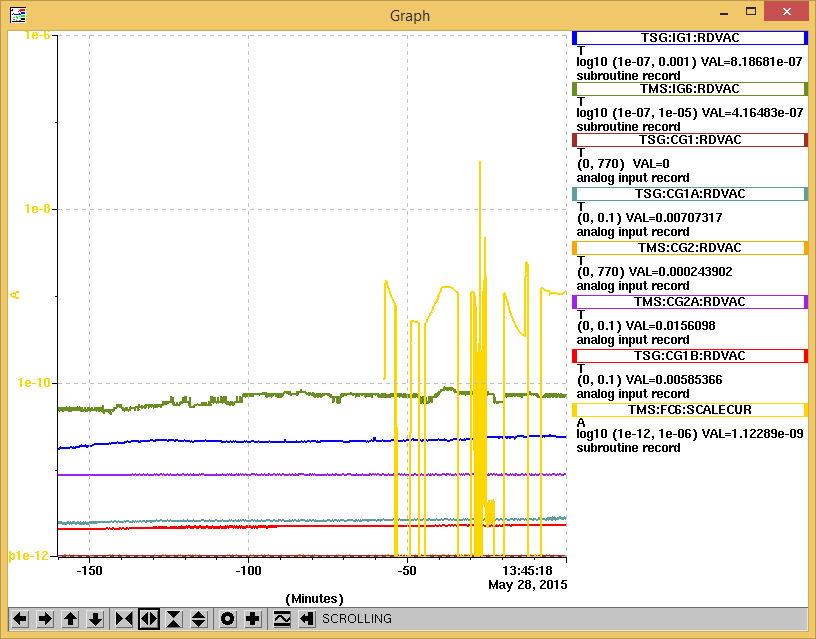 Graph
1e-6
1e-8
A
1e-10
1e-12
-150
-100
-50
13:45:18
May 28, 2015
(Minutes)
TSG:IG1:RDVAC
T
log10 (1e-07, 0.001) VAL=8.18681e-07
subroutine record
TMS:IG6:RDVAC
T
log10 (1e-07, 1e-05) VAL=4.16483e-07
subroutine record
TSG:CG1:RDVAC
T
(0, 770) VAL=0
analog input record
TSG:CG1A:RDVAC
T
(0, 0.1) VAL=0.00707317
analog input record
TMS:CG2:RDVAC
T
(0, 770) VAL=0.000243902
analog input record
TMS:CG2A:RDVAC
T
(0, 0.1) VAL=0.0156098
analog input record
TSG:CG1B:RDVAC
T
(0, 0.1) VAL=0.00585366
analog input record
TMS:FC6:SCALECUR
A
log10 (1e-12, 1e-06) VAL=1.12289e-09
subroutine record
SCROLLING